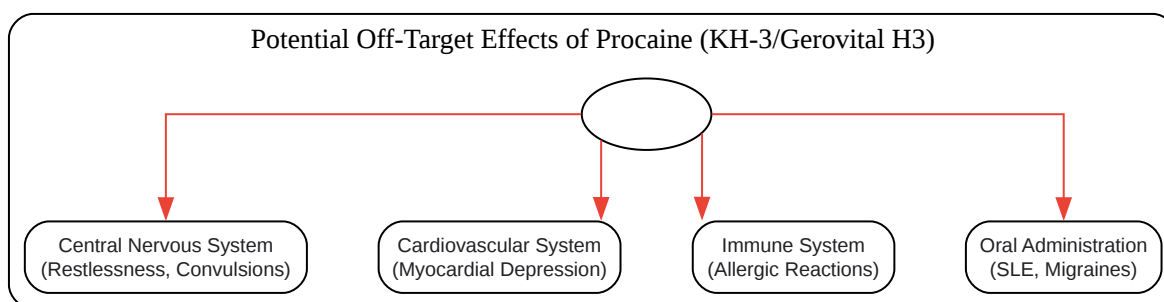 Potential Off-Target Effects of Procaine (KH-3/Gerovital H3)
Central Nervous System
(Restlessness, Convulsions)
Cardiovascular System
(Myocardial Depression)
Immune System
(Allergic Reactions)
Oral Administration
(SLE, Migraines)